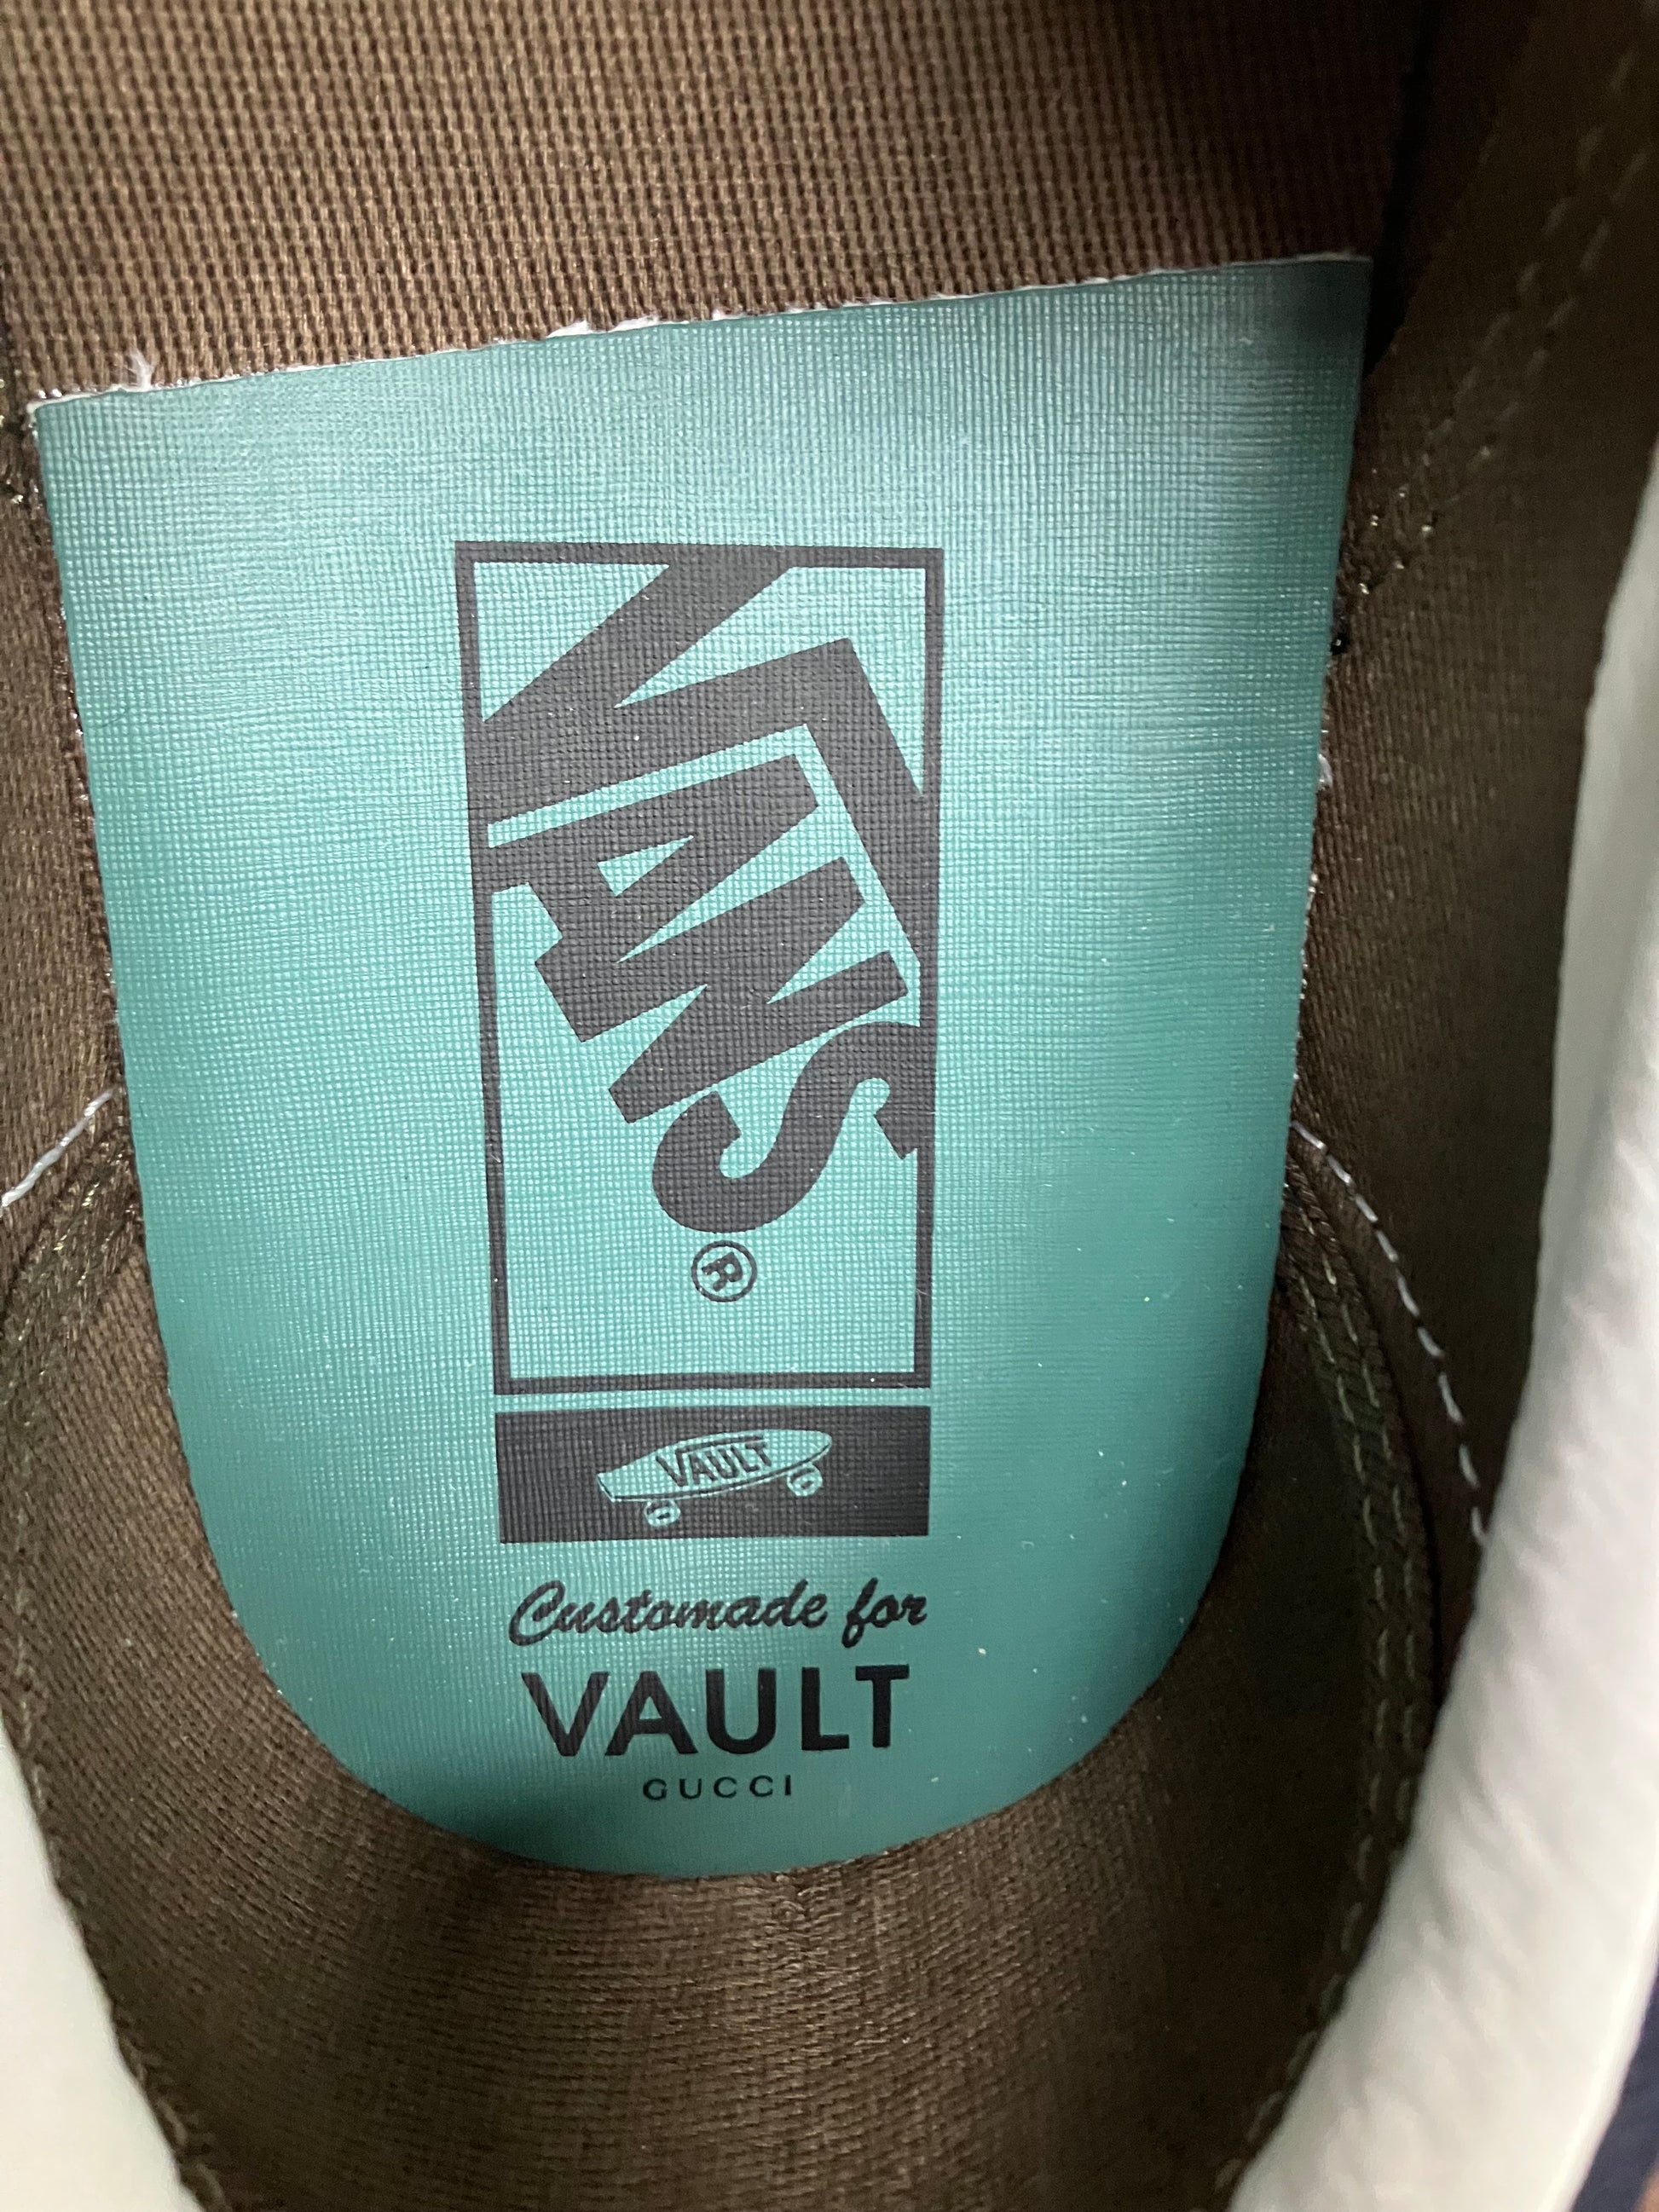 VANS
®
VAULT
Customade for
VAULT
GUCCI